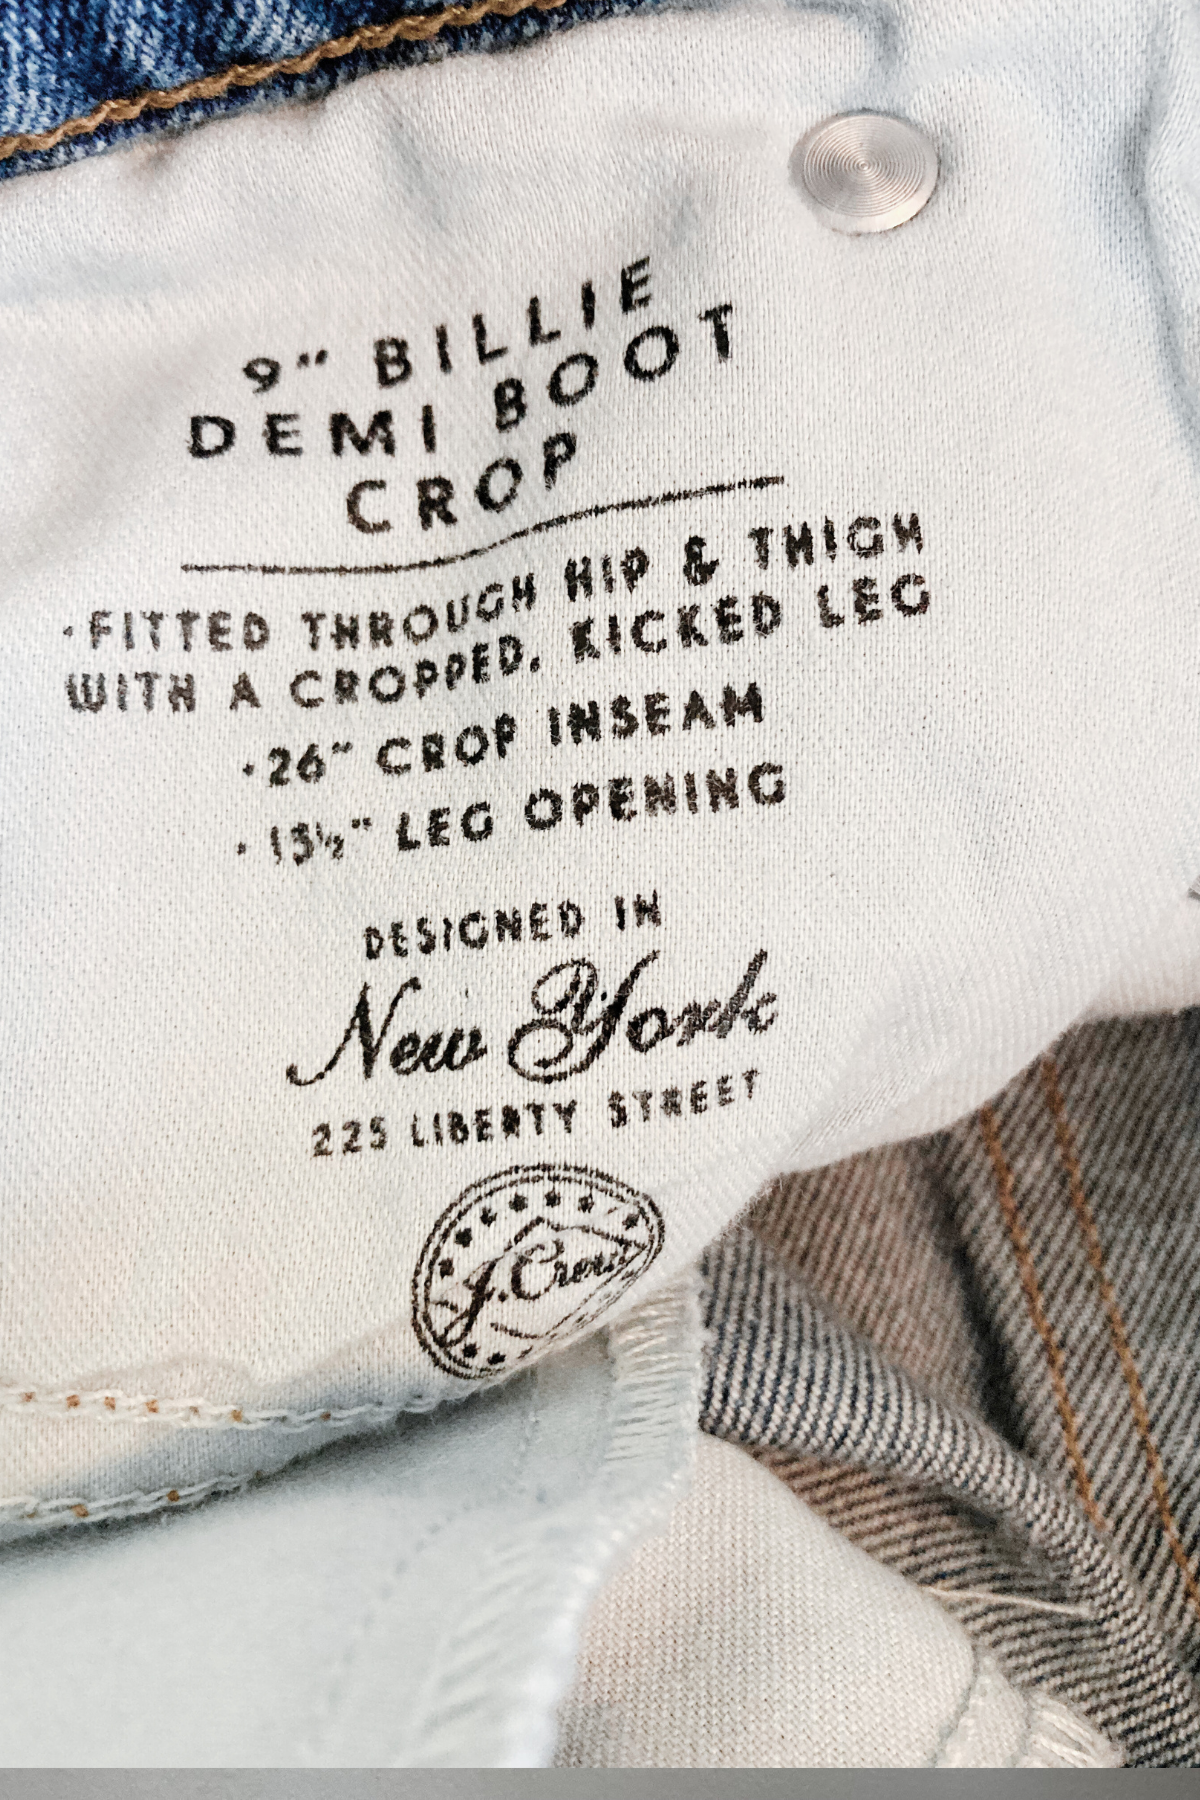 9" BILLIE
DEMI BOOT
CROP
·FITTED THROUGH HIP & THIGH
WITH A CROPPED, KICKED LEG
·26" CROP INSEAM
·15½" LEG OPENING
DESIGNED IN
New York
225 LIBERTY STREET
J.Crew